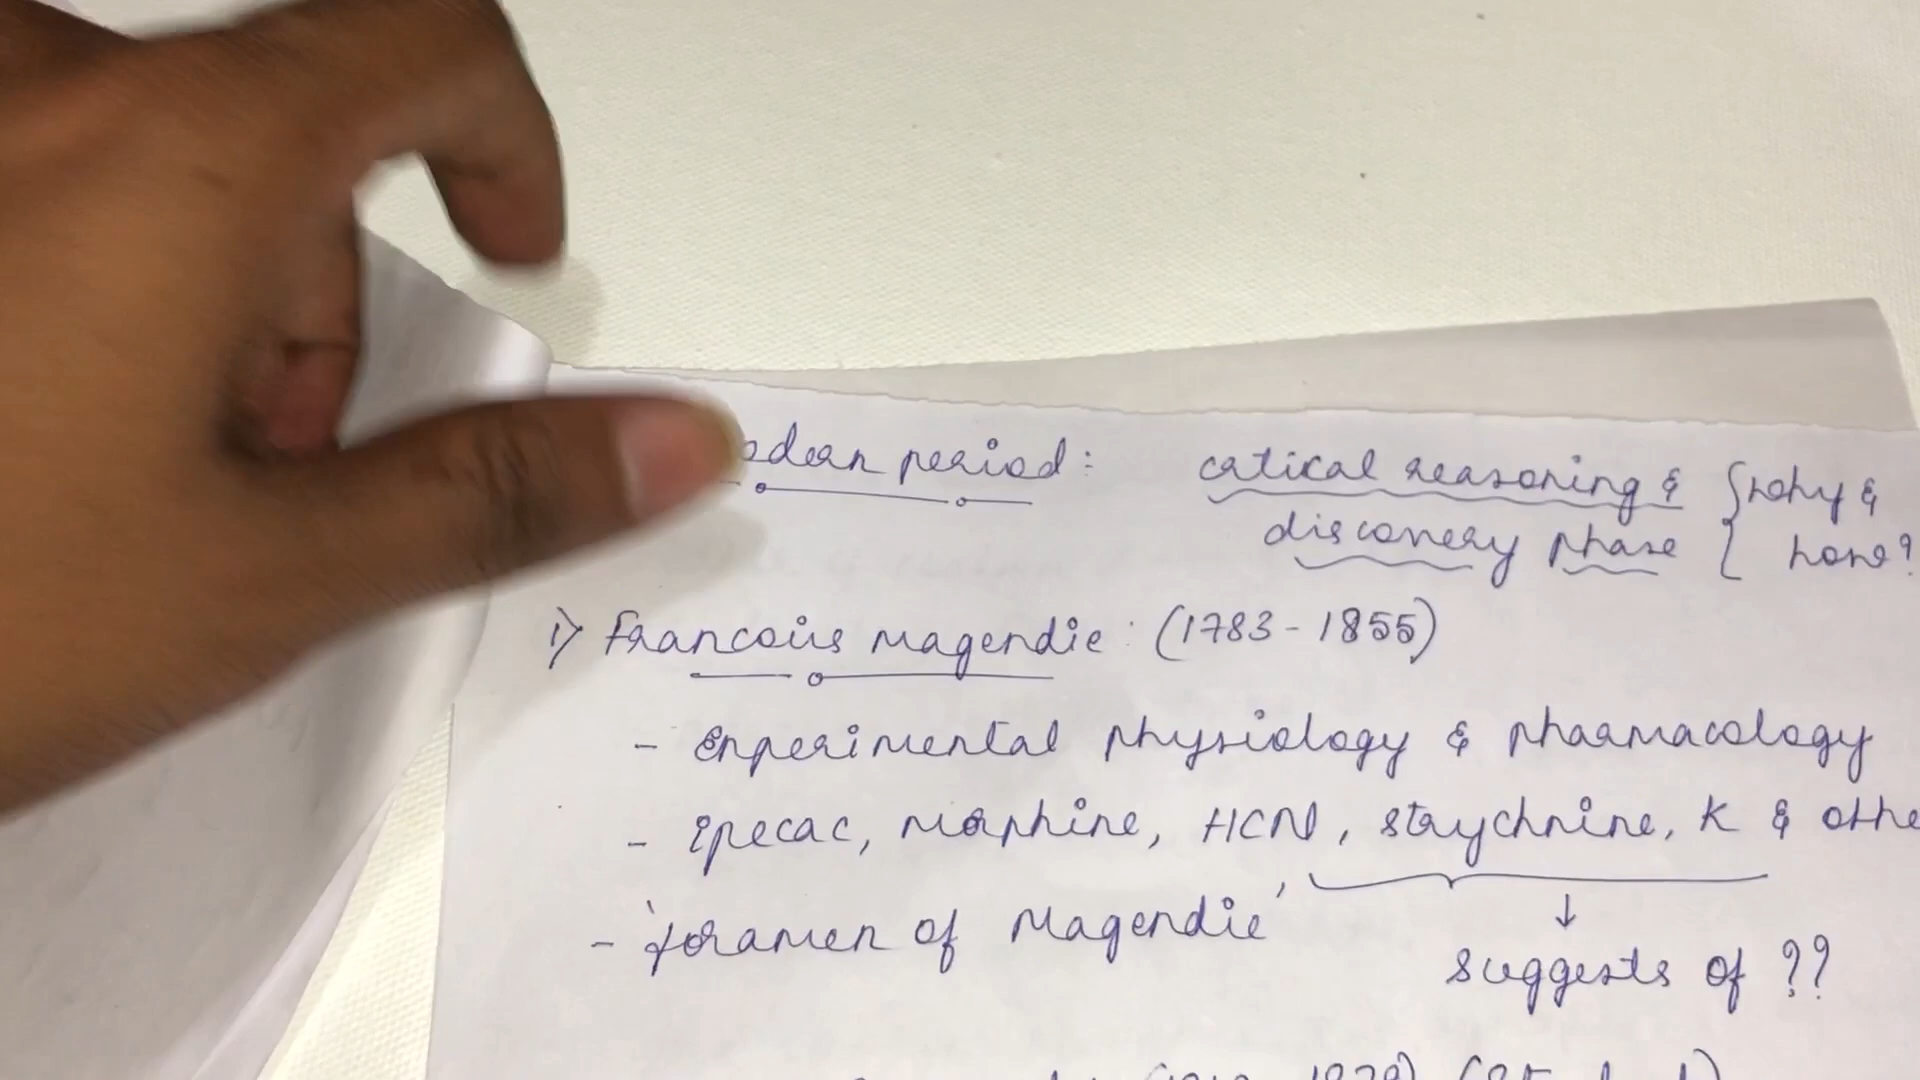 odern period: critical reasoning & {why &
discovery phase { how?
i) Francois magendie: (1783-1855)
- Experimental physiology & pharmacology
- ipecac, Morphine, HCN, strychnine, K & othe
- 'foramen of Magendie'
↓
suggests of ??